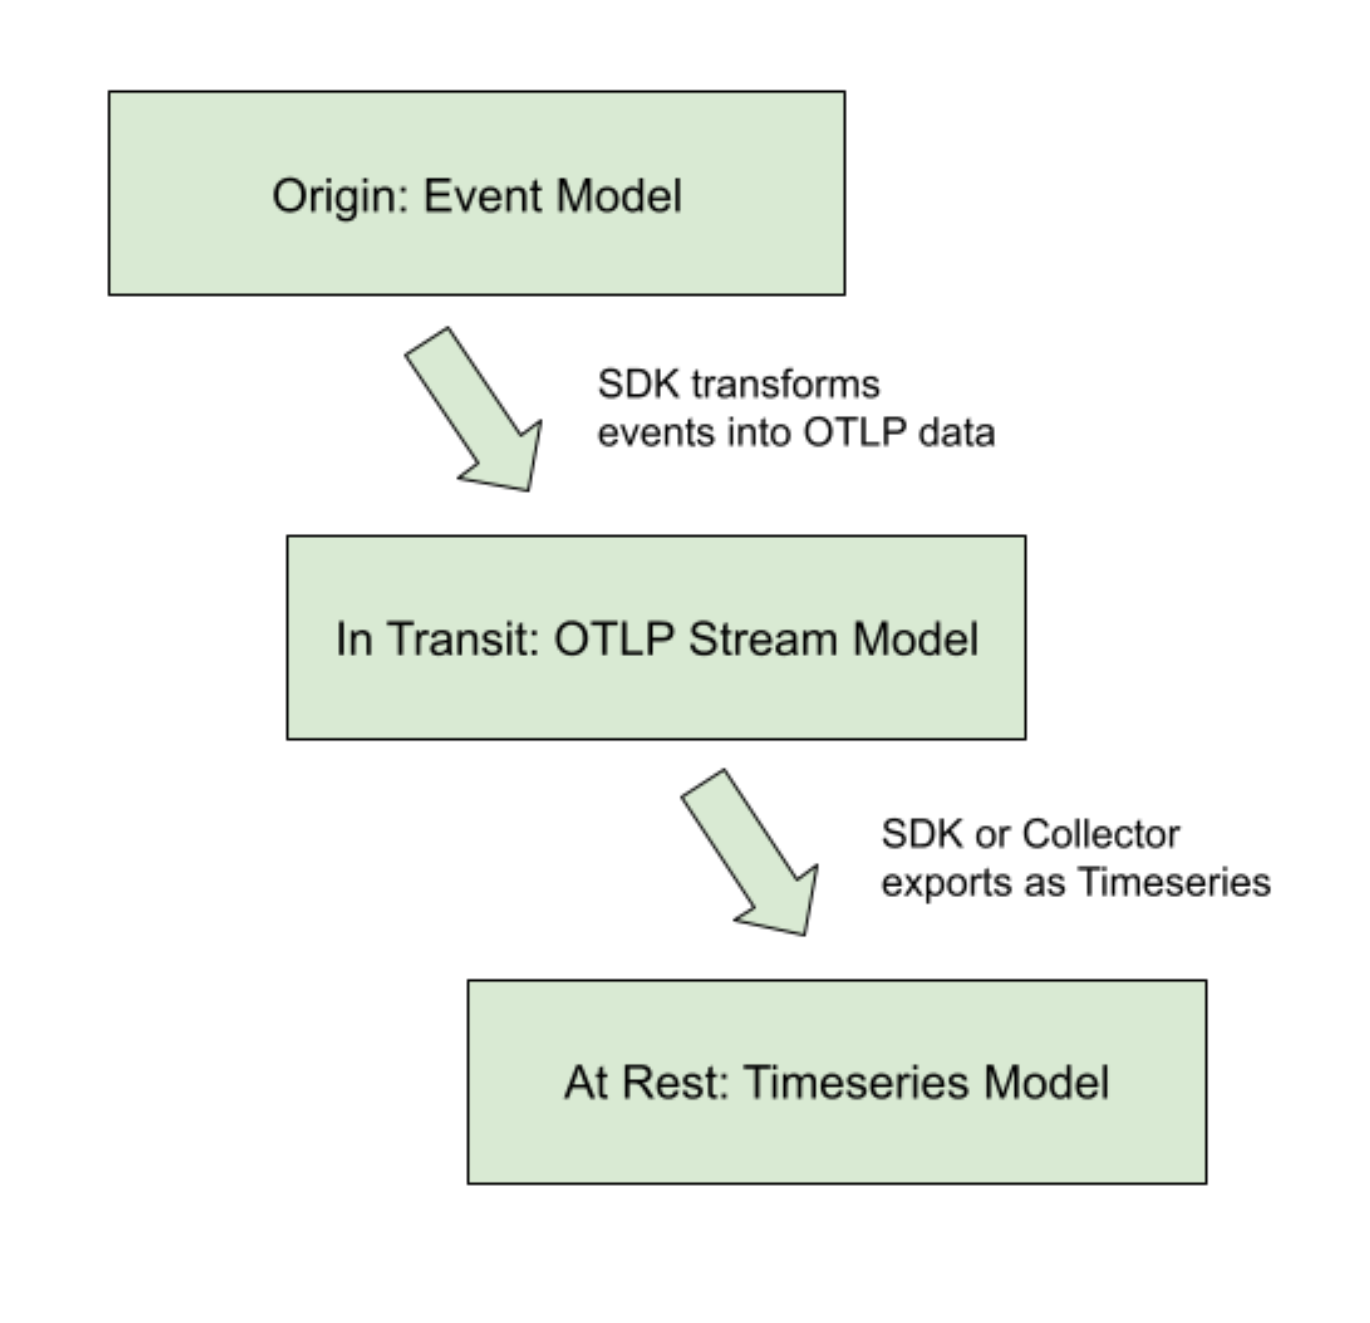 Origin: Event Model
SDK transforms
events into OTLP data
In Transit: OTLP Stream Model
SDK or Collector
exports as Timeseries
At Rest: Timeseries Model